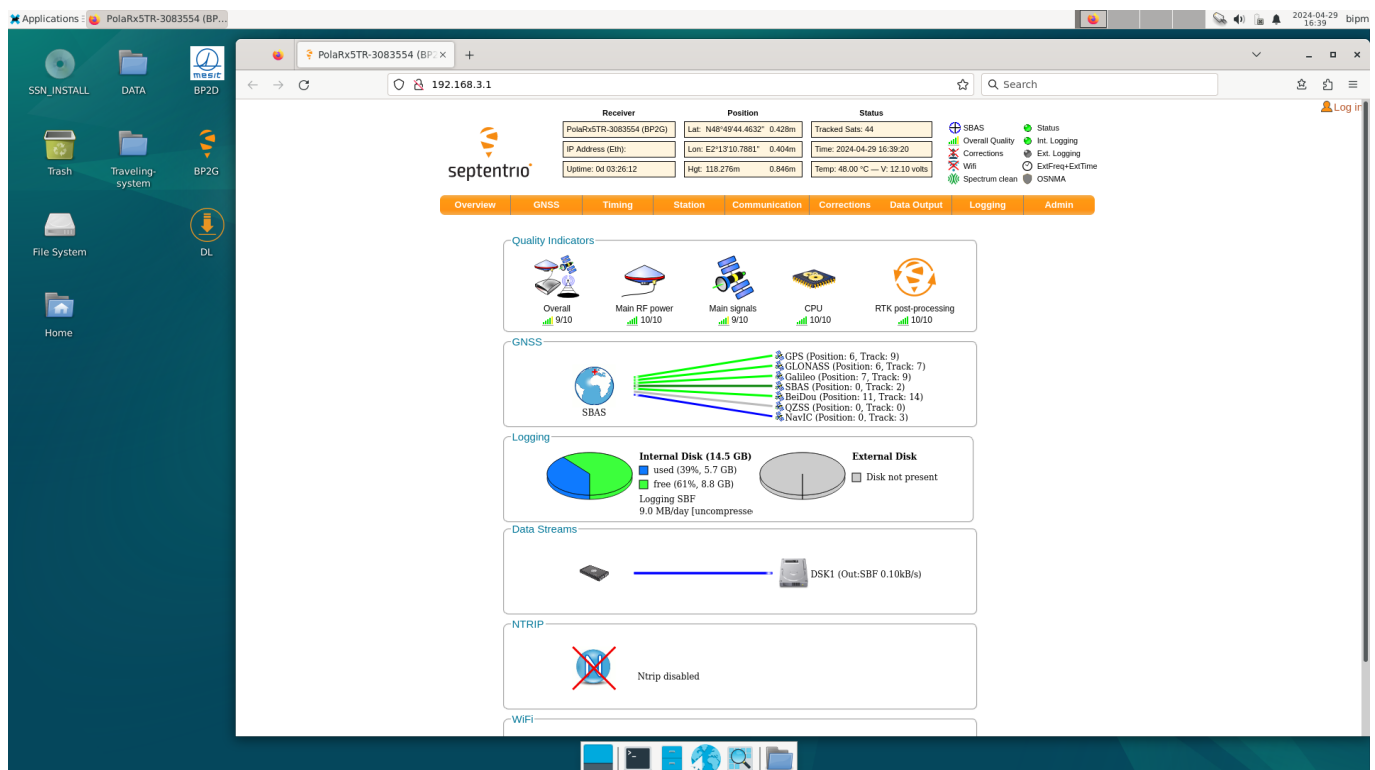 Applications : PolaRx5TR-3083554 (BP...
2024-04-29
16:39
bipm
SSN_INSTALL
DATA
mesit
BP2D
Trash
Traveling-
system
BP2G
File System
DL
Home
PolaRx5TR-3083554 (BP2
192.168.3.1
Search
Log in
septentrio
Receiver
PolaRx5TR-3083554 (BP2G)
IP Address (Eth):
Uptime: 0d 03:26:12
Position
Lat: N48°49'44.4632" 0.428m
Lon: E2°13'10.7881" 0.404m
Hgt: 118.276m 0.846m
Status
Tracked Sats: 44
Time: 2024-04-29 16:39:20
Temp: 48.00 °C — V: 12.10 volts
SBAS
Overall Quality
Corrections
Wifi
Spectrum clean
Status
Int. Logging
Ext. Logging
ExtFreq+ExtTime
OSNMA
Overview GNSS Timing Station Communication Corrections Data Output Logging Admin
Quality Indicators
Overall
9/10
Main RF power
10/10
Main signals
9/10
CPU
10/10
RTK post-processing
10/10
GNSS
SBAS
GPS (Position: 6, Track: 9)
GLONASS (Position: 6, Track: 7)
Galileo (Position: 7, Track: 9)
SBAS (Position: 0, Track: 2)
BeiDou (Position: 11, Track: 14)
QZSS (Position: 0, Track: 0)
NavIC (Position: 0, Track: 3)
Logging
Internal Disk (14.5 GB)
used (39%, 5.7 GB)
free (61%, 8.8 GB)
Logging SBF
9.0 MB/day [uncompresse
External Disk
Disk not present
Data Streams
DSK1 (Out:SBF 0.10kB/s)
NTRIP
N
Ntrip disabled
WiFi